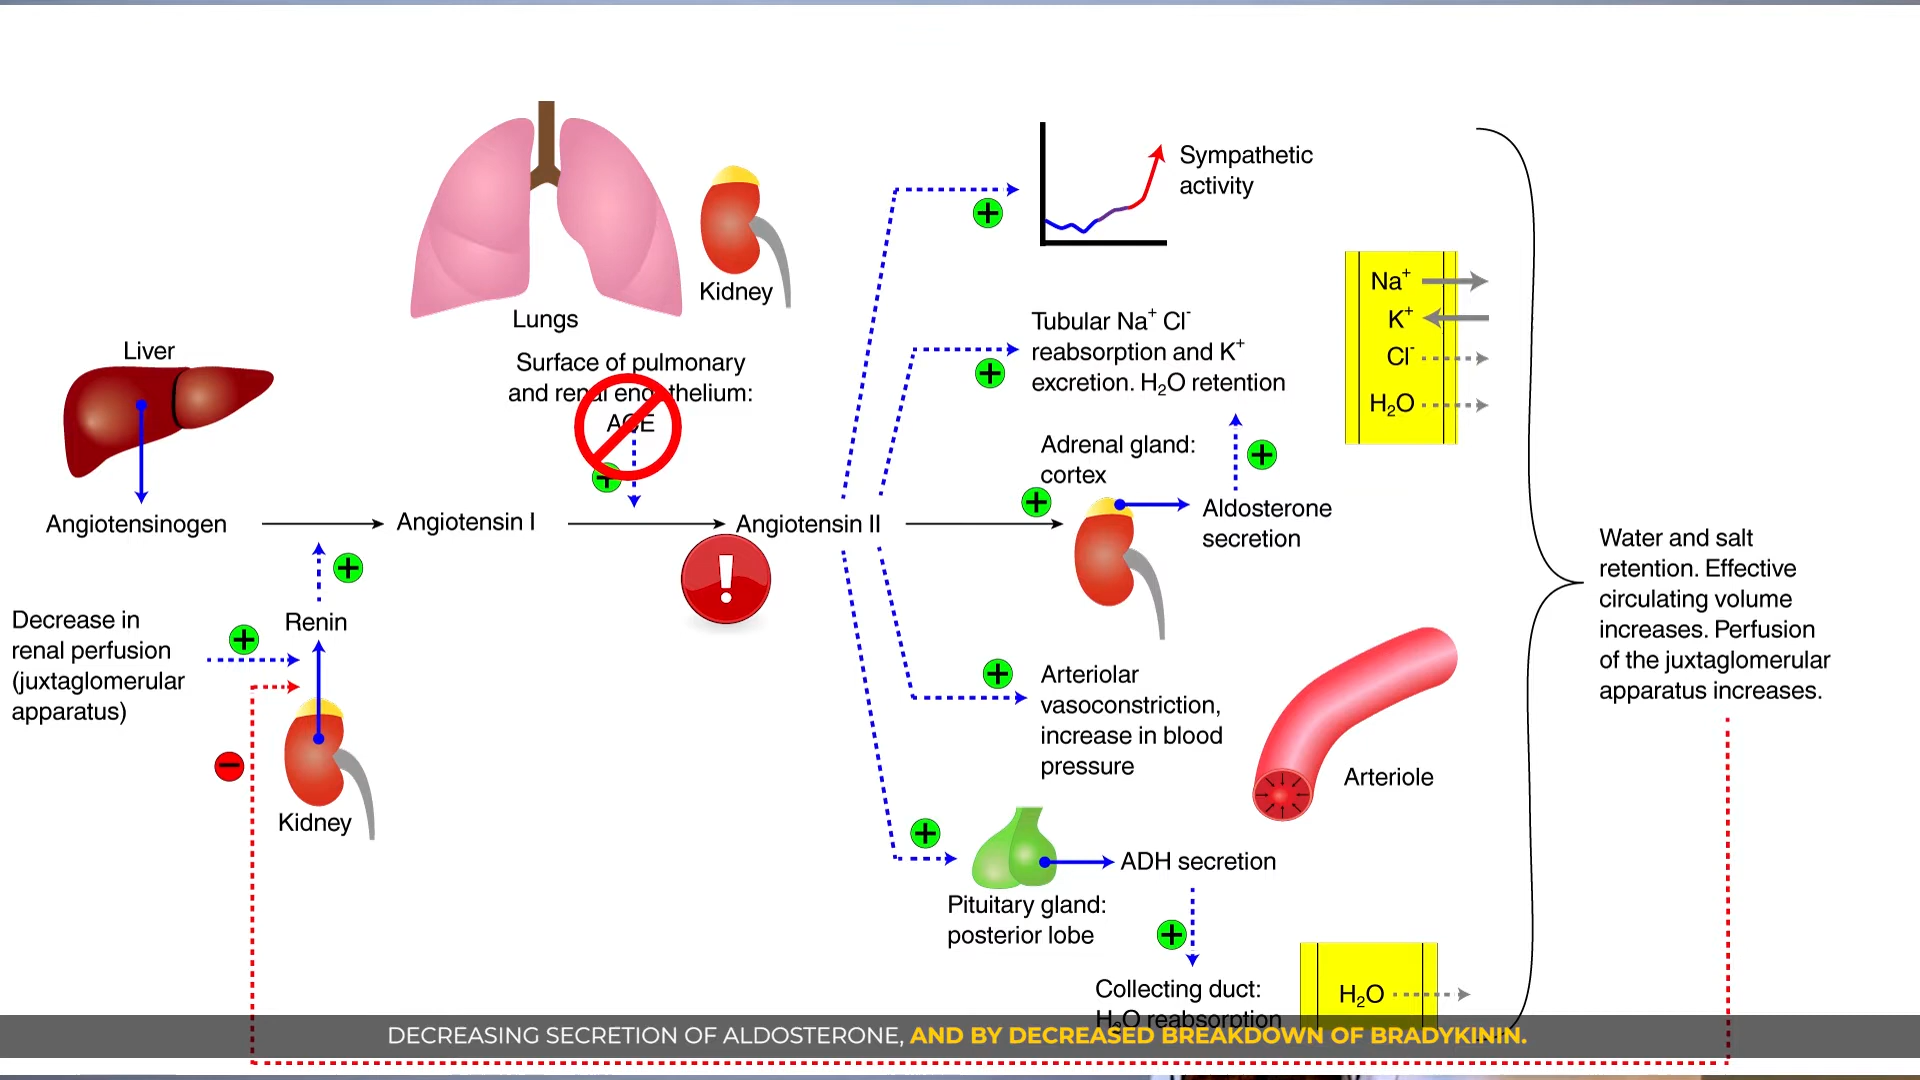 Liver
Angiotensinogen
Lungs
Kidney
Surface of pulmonary
and renal endothelium:
ACE
Angiotensin I
Angiotensin II
Decrease in
renal perfusion
(juxtaglomerular
apparatus)
Renin
Kidney
Sympathetic
activity
Tubular Na⁺ Cl⁻
reabsorption and K⁺
excretion. H₂O retention
Adrenal gland:
cortex
Aldosterone
secretion
Arteriolar
vasoconstriction,
increase in blood
pressure
Arteriole
ADH secretion
Pituitary gland:
posterior lobe
Collecting duct:
H₂O reabsorption
Na⁺
K⁺
Cl⁻
H₂O
H₂O
Water and salt
retention. Effective
circulating volume
increases. Perfusion
of the juxtaglomerular
apparatus increases.
DECREASING SECRETION OF ALDOSTERONE, AND BY DECREASED BREAKDOWN OF BRADYKININ.